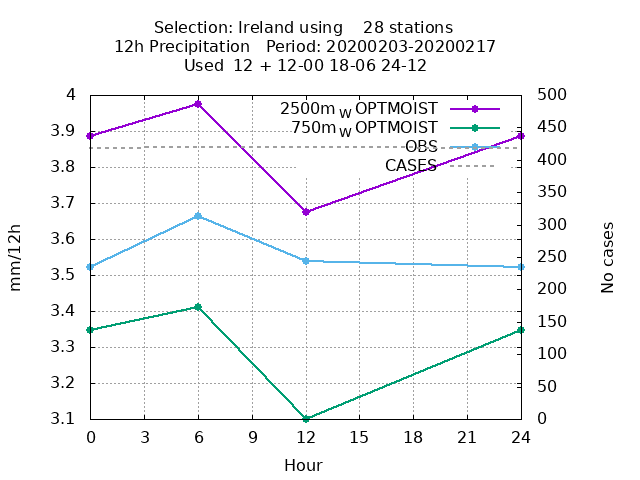 Selection: Ireland using 28 stations
12h Precipitation Period: 20200203-20200217
Used 12 + 12-00 18-06 24-12
4
3.9
3.8
3.7
3.6
3.5
3.4
3.3
3.2
3.1
mm/12h
2500m W OPTMOIST
750m W OPTMOIST
OBS
CASES
500
450
400
350
300
250
200
150
100
50
0
No cases
0 3 6 9 12 15 18 21 24
Hour